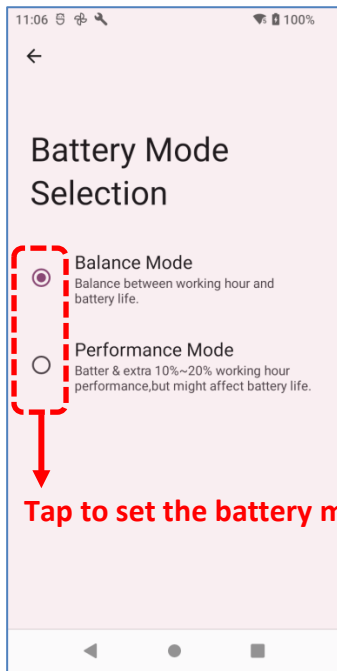 11:06 100%
Battery Mode
Selection
Balance Mode
Balance between working hour and
battery life.
Performance Mode
Batter & extra 10%~20% working hour
performance,but might affect battery life.
Tap to set the battery m